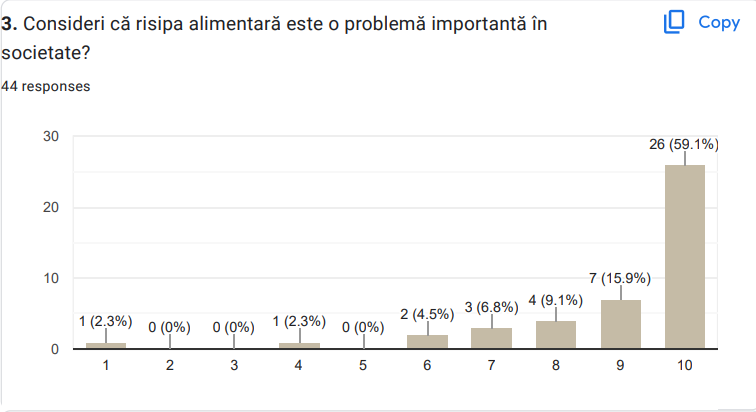 3. Consideri că risipa alimentară este o problemă importantă în
societate?
Copy
44 responses
30
20
10
0
1 (2.3%)
0 (0%)
0 (0%)
1 (2.3%)
0 (0%)
2 (4.5%)
3 (6.8%)
4 (9.1%)
7 (15.9%)
26 (59.1%)
1 2 3 4 5 6 7 8 9 10